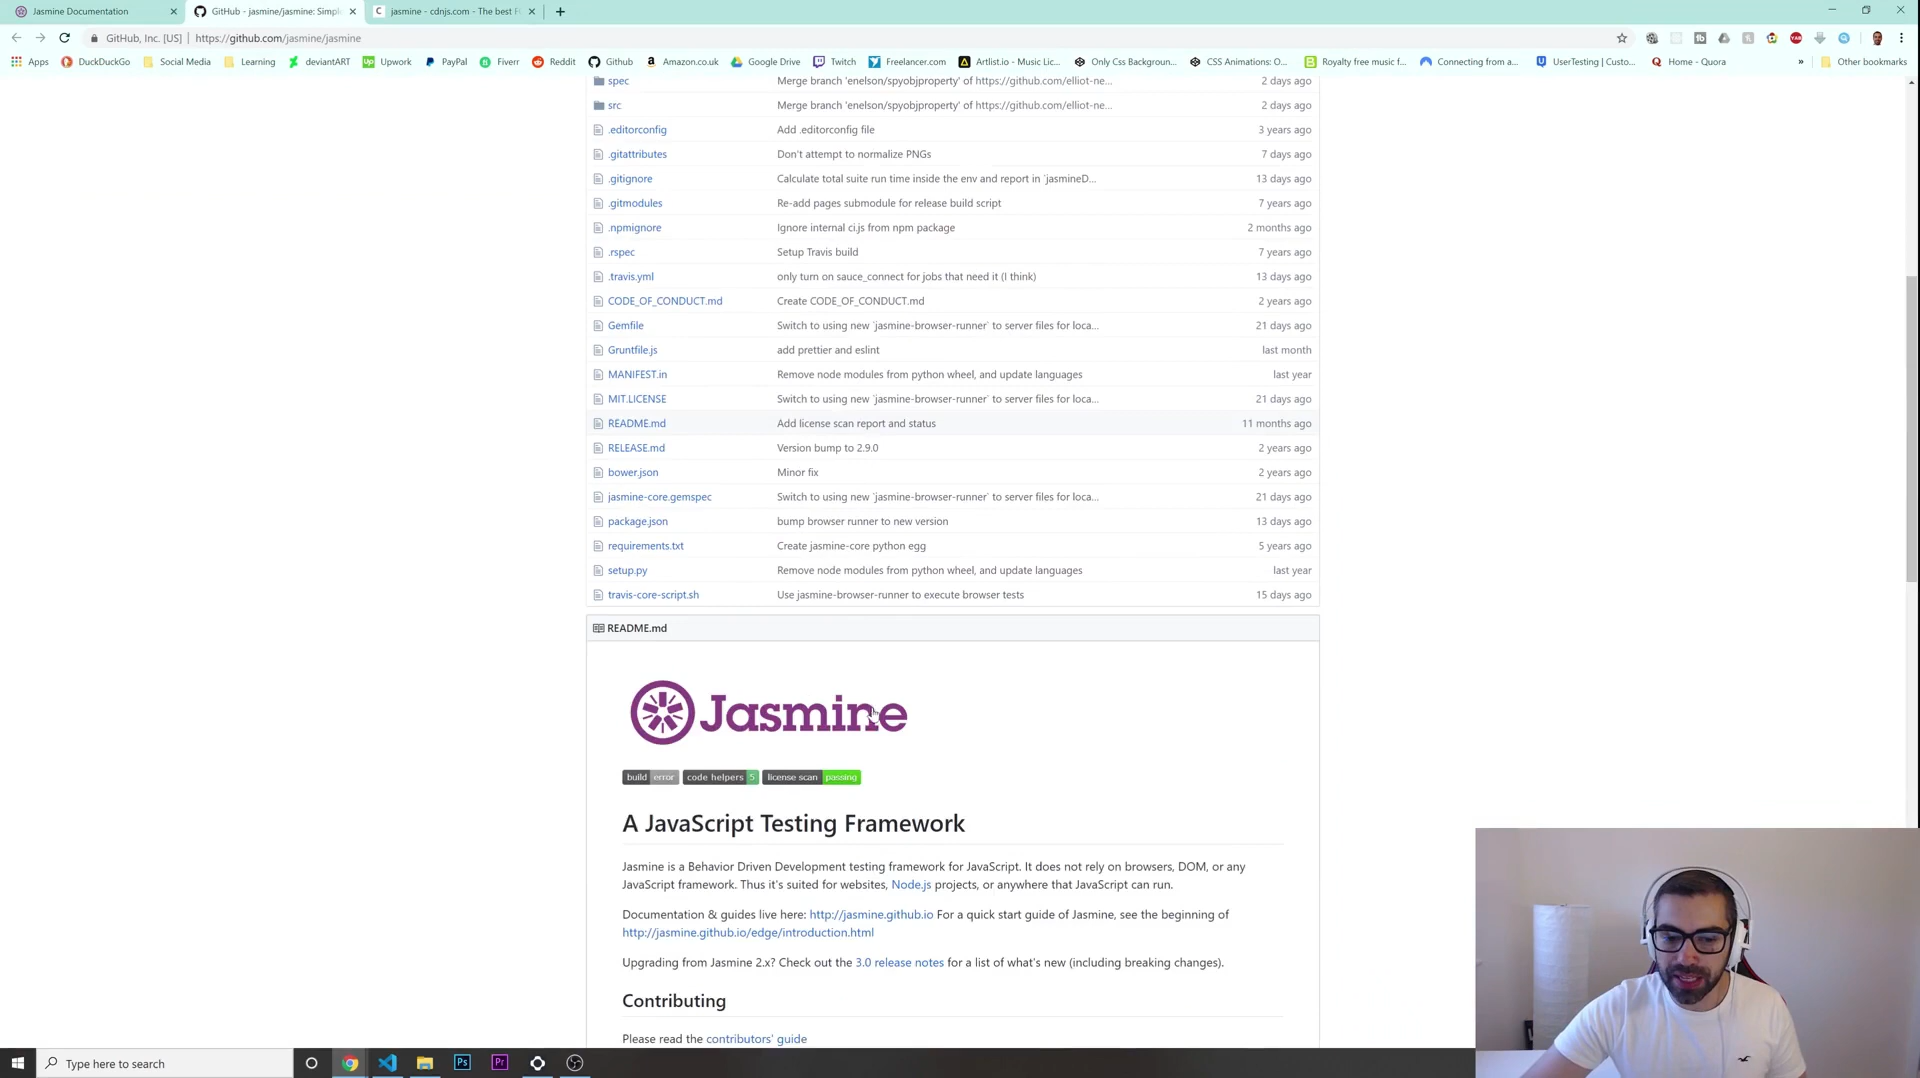 Jasmine Documentation
GitHub - jasmine/jasmine: Simple
C jasmine - cdnjs.com - The best F
GitHub, Inc. [US] | https://github.com/jasmine/jasmine
Apps DuckDuckGo Social Media Learning deviantART Up Upwork PayPal Fiverr Reddit Github Amazon.co.uk Google Drive Twitch Freelancer.com Artlist.io - Music Lic... Only Css Backgroun... CSS Animations: O... Royalty free music f... Connecting from a... UserTesting | Custo... Q Home - Quora » Other bookmarks
spec Merge branch 'enelson/spyobjproperty' of https://github.com/elliot-ne... 2 days ago
src Merge branch 'enelson/spyobjproperty' of https://github.com/elliot-ne... 2 days ago
.editorconfig Add .editorconfig file 3 years ago
.gitattributes Don't attempt to normalize PNGs 7 days ago
.gitignore Calculate total suite run time inside the env and report in `jasmineD... 13 days ago
.gitmodules Re-add pages submodule for release build script 7 years ago
.npmignore Ignore internal ci.js from npm package 2 months ago
.rspec Setup Travis build 7 years ago
.travis.yml only turn on sauce_connect for jobs that need it (I think) 13 days ago
CODE_OF_CONDUCT.md Create CODE_OF_CONDUCT.md 2 years ago
Gemfile Switch to using new `jasmine-browser-runner` to server files for loca... 21 days ago
Gruntfile.js add prettier and eslint last month
MANIFEST.in Remove node modules from python wheel, and update languages last year
MIT.LICENSE Switch to using new `jasmine-browser-runner` to server files for loca... 21 days ago
README.md Add license scan report and status 11 months ago
RELEASE.md Version bump to 2.9.0 2 years ago
bower.json Minor fix 2 years ago
jasmine-core.gemspec Switch to using new `jasmine-browser-runner` to server files for loca... 21 days ago
package.json bump browser runner to new version 13 days ago
requirements.txt Create jasmine-core python egg 5 years ago
setup.py Remove node modules from python wheel, and update languages last year
travis-core-script.sh Use jasmine-browser-runner to execute browser tests 15 days ago
README.md
Jasmine
build error code helpers 5 license scan passing
A JavaScript Testing Framework
Jasmine is a Behavior Driven Development testing framework for JavaScript. It does not rely on browsers, DOM, or any
JavaScript framework. Thus it's suited for websites, Node.js projects, or anywhere that JavaScript can run.
Documentation & guides live here: http://jasmine.github.io For a quick start guide of Jasmine, see the beginning of
http://jasmine.github.io/edge/introduction.html
Upgrading from Jasmine 2.x? Check out the 3.0 release notes for a list of what's new (including breaking changes).
Contributing
Please read the contributors' guide
Type here to search Ps Pr